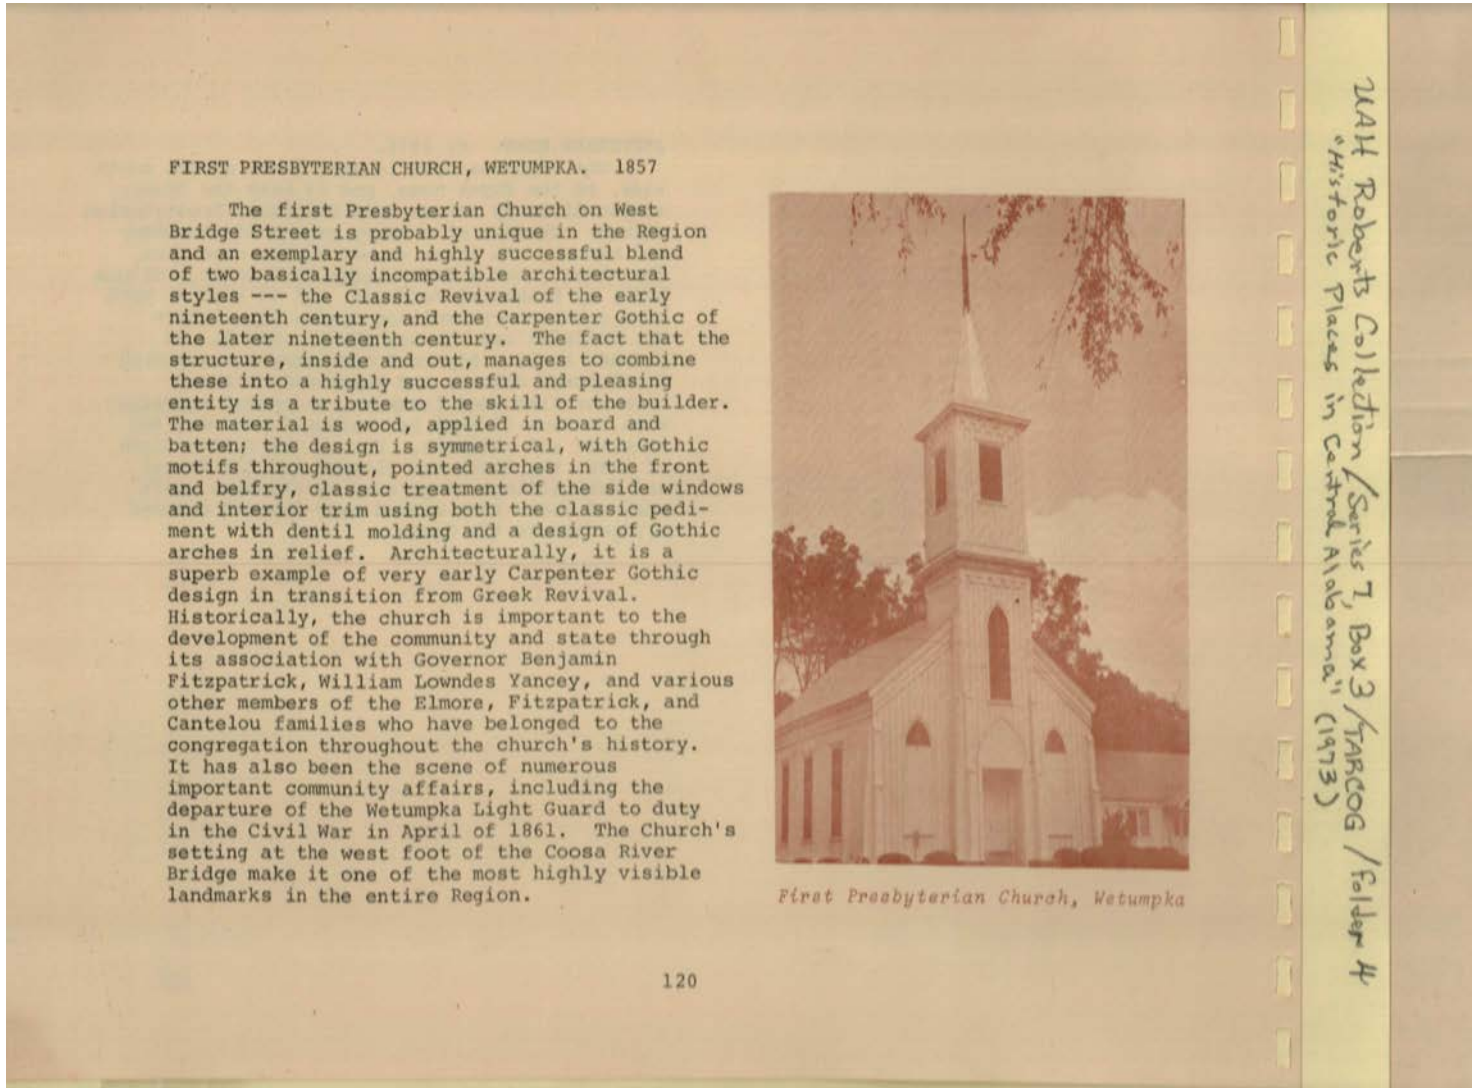 FIRST PRESBYTERIAN CHURCH, WETUMPKA. 1857
The first Presbyterian Church on West
Bridge Street is probably unique in the Region
and an exemplary and highly successful blend
of two basically incompatible architectural
styles --- the Classic Revival of the early
nineteenth century, and the Carpenter Gothic of
the later nineteenth century. The fact that the
structure, inside and out, manages to combine
these into a highly successful and pleasing
entity is a tribute to the skill of the builder.
The material is wood, applied in board and
batten; the design is symmetrical, with Gothic
motifs throughout, pointed arches in the front
and belfry, classic treatment of the side windows
and interior trim using both the classic pedi-
ment with dentil molding and a design of Gothic
arches in relief. Architecturally, it is a
superb example of very early Carpenter Gothic
design in transition from Greek Revival.
Historically, the church is important to the
development of the community and state through
its association with Governor Benjamin
Fitzpatrick, William Lowndes Yancey, and various
other members of the Elmore, Fitzpatrick, and
Cantelou families who have belonged to the
congregation throughout the church's history.
It has also been the scene of numerous
important community affairs, including the
departure of the Wetumpka Light Guard to duty
in the Civil War in April of 1861. The Church's
setting at the west foot of the Coosa River
Bridge make it one of the most highly visible
landmarks in the entire Region.
First Presbyterian Church, Wetumpka
120
UAH Roberts Collection/Series 7, Box 3/TARCOG/folder 4
"Historic Places in Central Alabama" (1973)